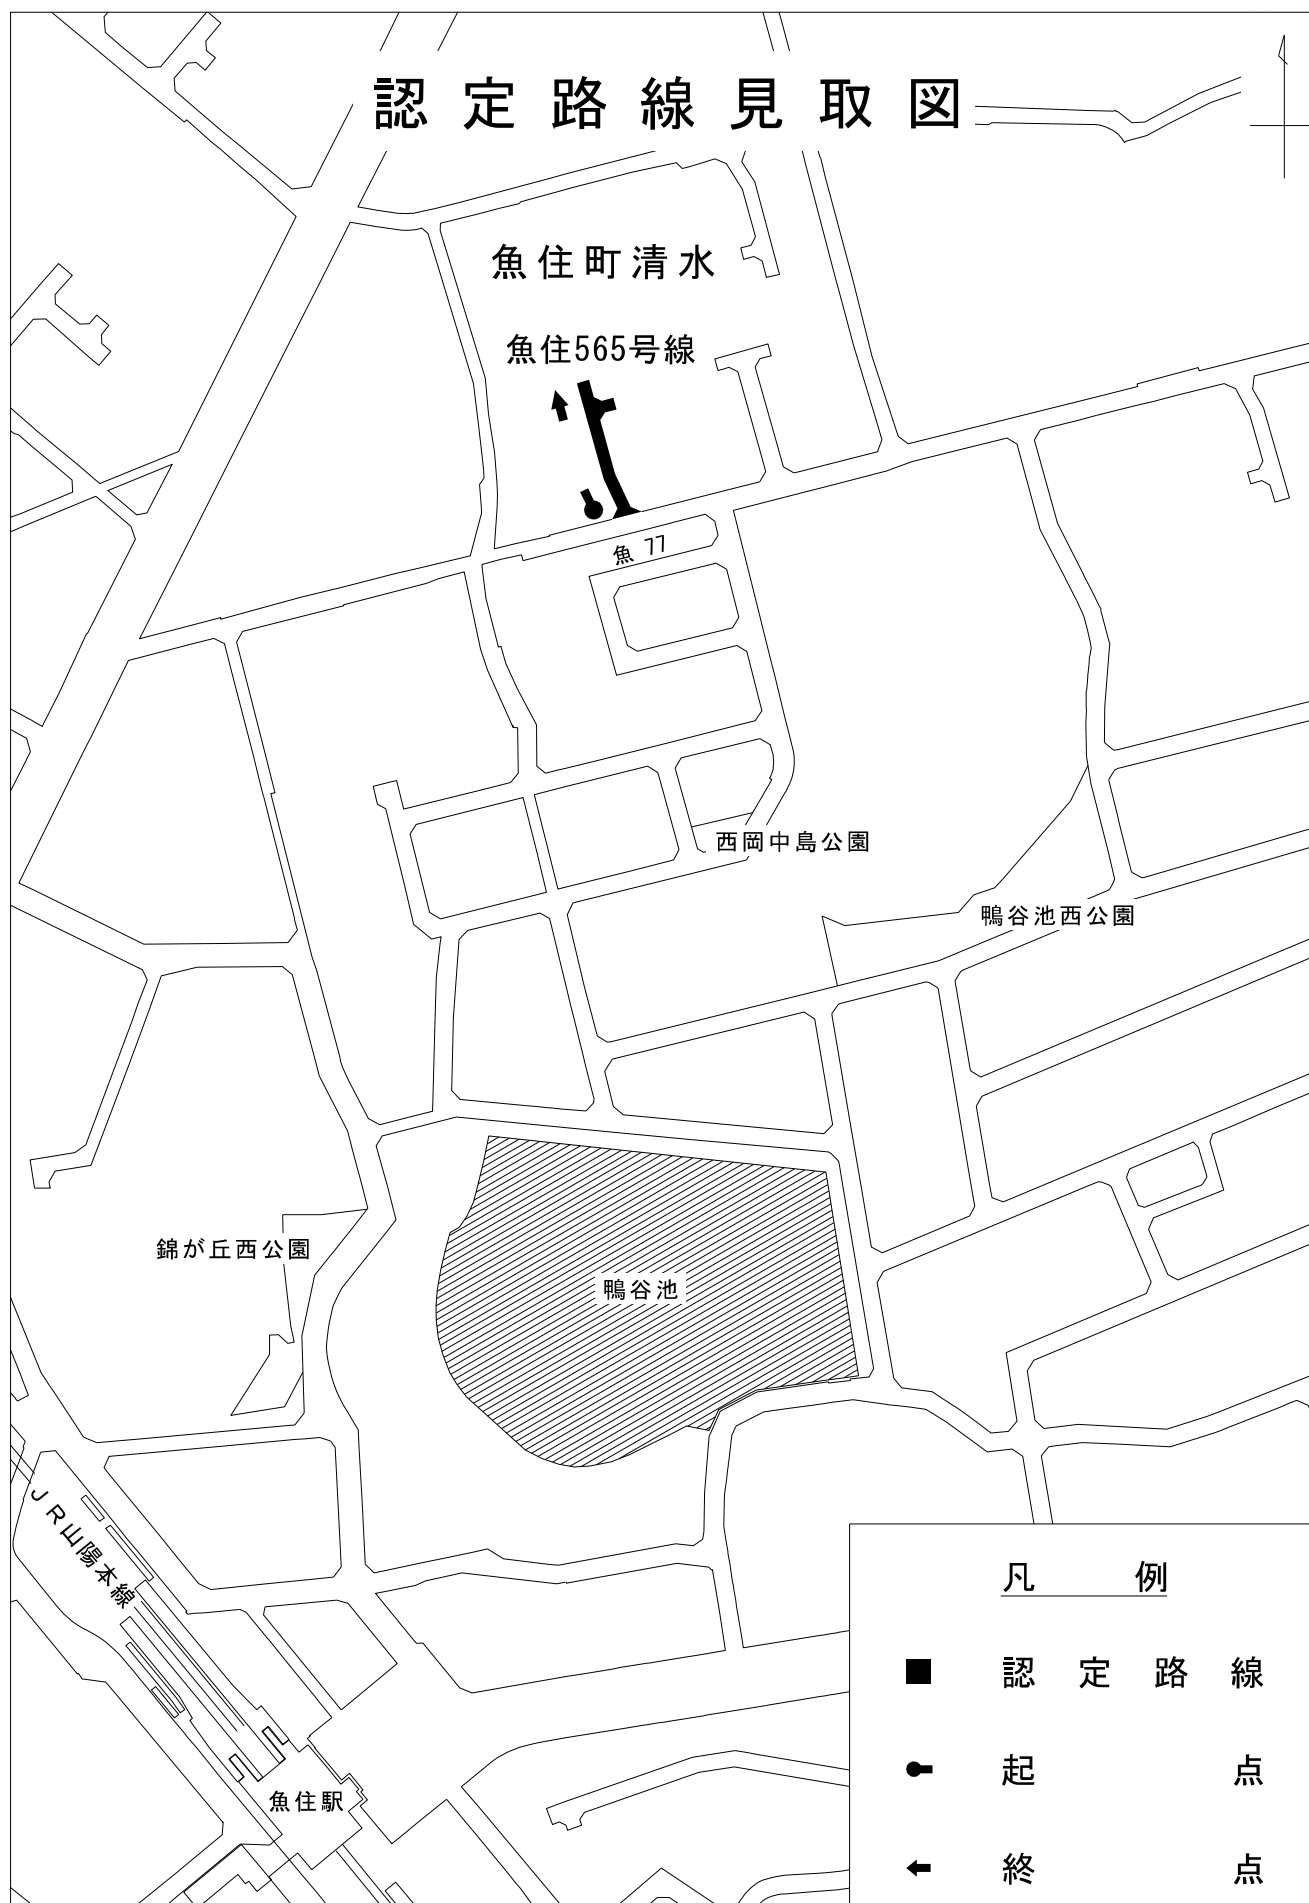 認定路線見取図
魚住町清水
魚住565号線
魚 77
西岡中島公園
鴨谷池西公園
錦が丘西公園
鴨谷池
JR山陽本線
魚住駅
凡例
認定路線
起点
終点